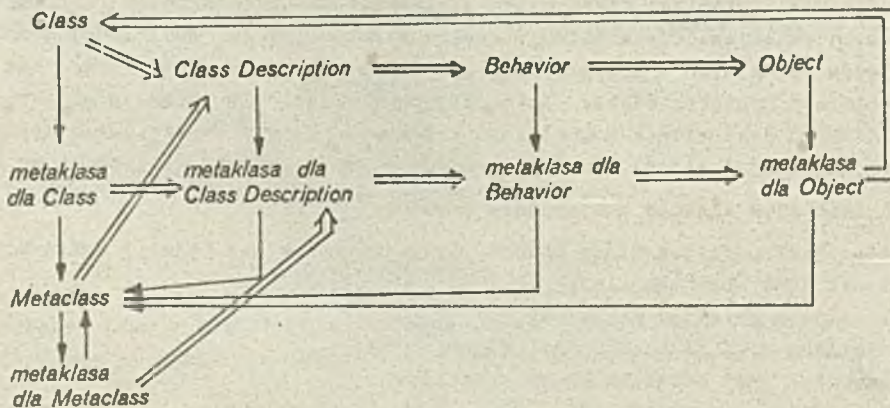 Class
Class Description
Behavior
Object
metaklasa
dla Class
metaklasa dla
Class Description
metaklasa dla
Behavior
metaklasa
dla Object
Metaclass
metaklasa
dla Metaclass